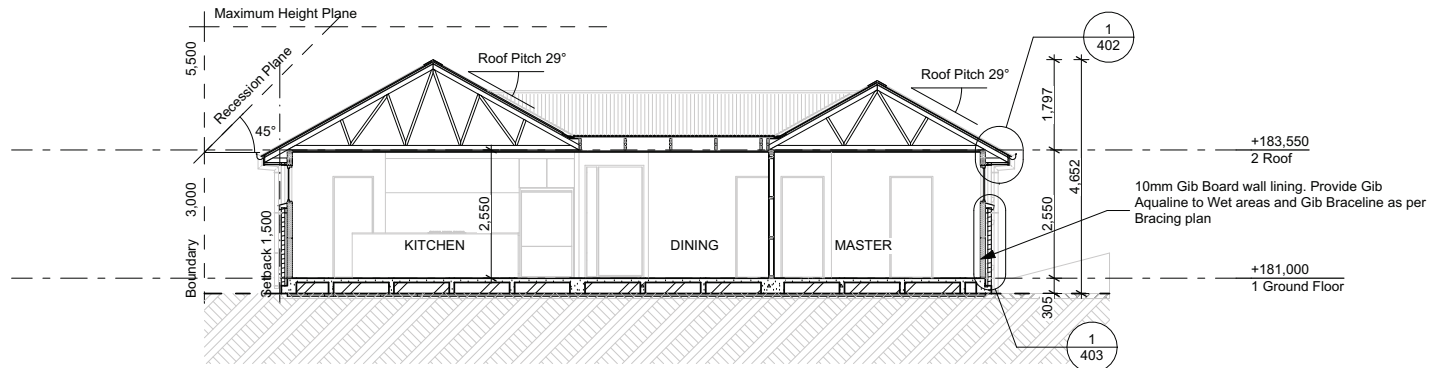 Maximum Height Plane
5,500
Recession Plane
45°
Roof Pitch 29°
Roof Pitch 29°
1
402
1,797
4,652
+183,550
2 Roof
3,000
Boundary
Setback 1,500
2,550
KITCHEN
DINING
MASTER
2,550
10mm Gib Board wall lining. Provide Gib
Aqualine to Wet areas and Gib Braceline as per
Bracing plan
+181,000
1 Ground Floor
305
1
403